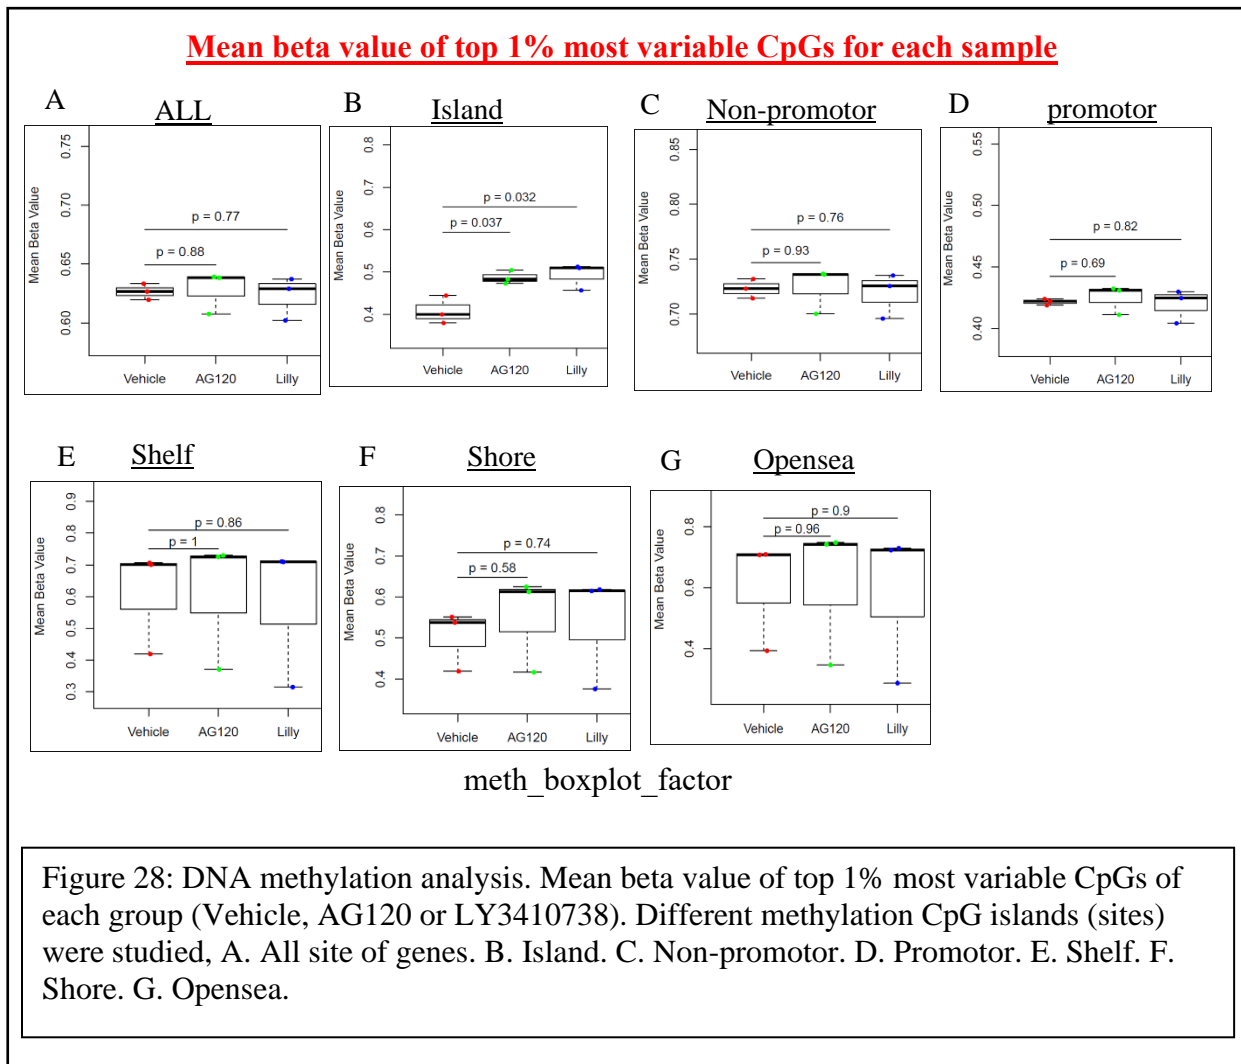 Mean beta value of top 1% most variable CpGs for each sample
A
ALL
Mean Beta Value
0.75
0.70
0.65
0.60
p = 0.77
p = 0.88
Vehicle
AG120
Lilly
B
Island
Mean Beta Value
0.8
0.7
0.6
0.5
0.4
p = 0.032
p = 0.037
Vehicle
AG120
Lilly
C
Non-promotor
Mean Beta Value
0.85
0.80
0.75
0.70
p = 0.76
p = 0.93
Vehicle
AG120
Lilly
D
promotor
Mean Beta Value
0.55
0.50
0.45
0.40
p = 0.82
p = 0.69
Vehicle
AG120
Lilly
E
Shelf
Mean Beta Value
0.9
0.8
0.7
0.6
0.5
0.4
0.3
p = 0.86
p = 1
Vehicle
AG120
Lilly
F
Shore
Mean Beta Value
0.8
0.7
0.6
0.5
0.4
p = 0.74
p = 0.58
Vehicle
AG120
Lilly
G
Opensea
Mean Beta Value
0.8
0.6
0.4
p = 0.9
p = 0.96
Vehicle
AG120
Lilly
meth_boxplot_factor
Figure 28: DNA methylation analysis. Mean beta value of top 1% most variable CpGs of
each group (Vehicle, AG120 or LY3410738). Different methylation CpG islands (sites)
were studied, A. All site of genes. B. Island. C. Non-promotor. D. Promotor. E. Shelf. F.
Shore. G. Opensea.